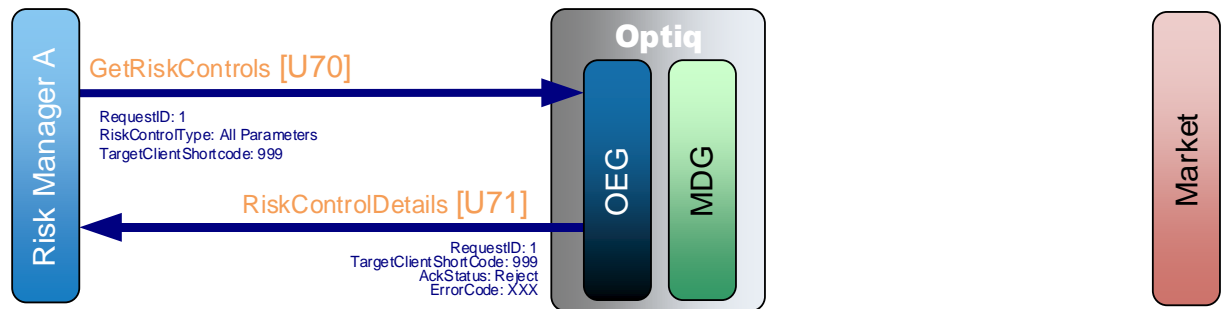 Risk Manager A
Optiq
GetRiskControls [U70]
RequestID: 1
RiskControlType: All Parameters
TargetClientShortcode: 999
OEG
MDG
Market
RiskControlDetails [U71]
RequestID: 1
TargetClientShortCode: 999
AckStatus: Reject
ErrorCode: XXX